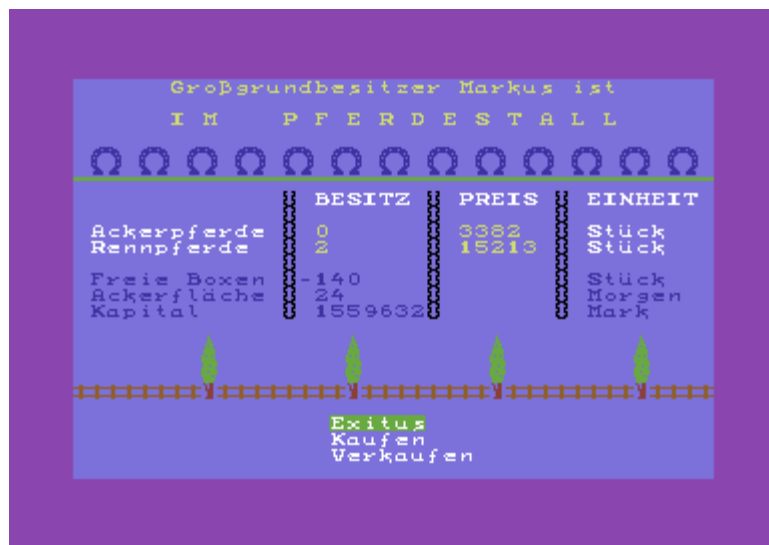 Großgrundbesitzer Markus ist
IM PFERDESTALL
BESITZ PREIS EINHEIT
Ackerpferde 0 3382 Stück
Rennpferde 2 15213 Stück
Freie Boxen -140 Stück
Ackerfläche 24 Morgen
Kapital 1559632 Mark
Exitus
Kaufen
Verkaufen